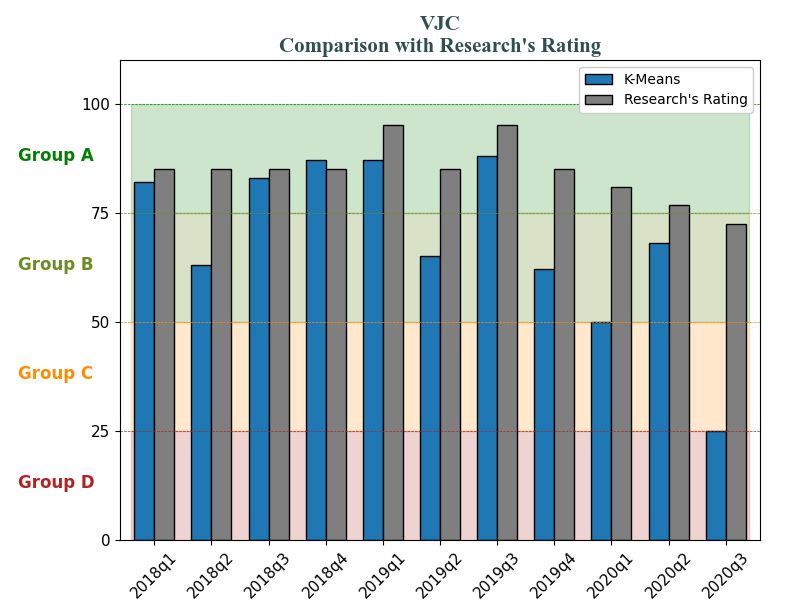 VJC
Comparison with Research's Rating
K-Means
Research's Rating
100
75
50
25
0
Group A
Group B
Group C
Group D
2018q1
2018q2
2018q3
2018q4
2019q1
2019q2
2019q3
2019q4
2020q1
2020q2
2020q3